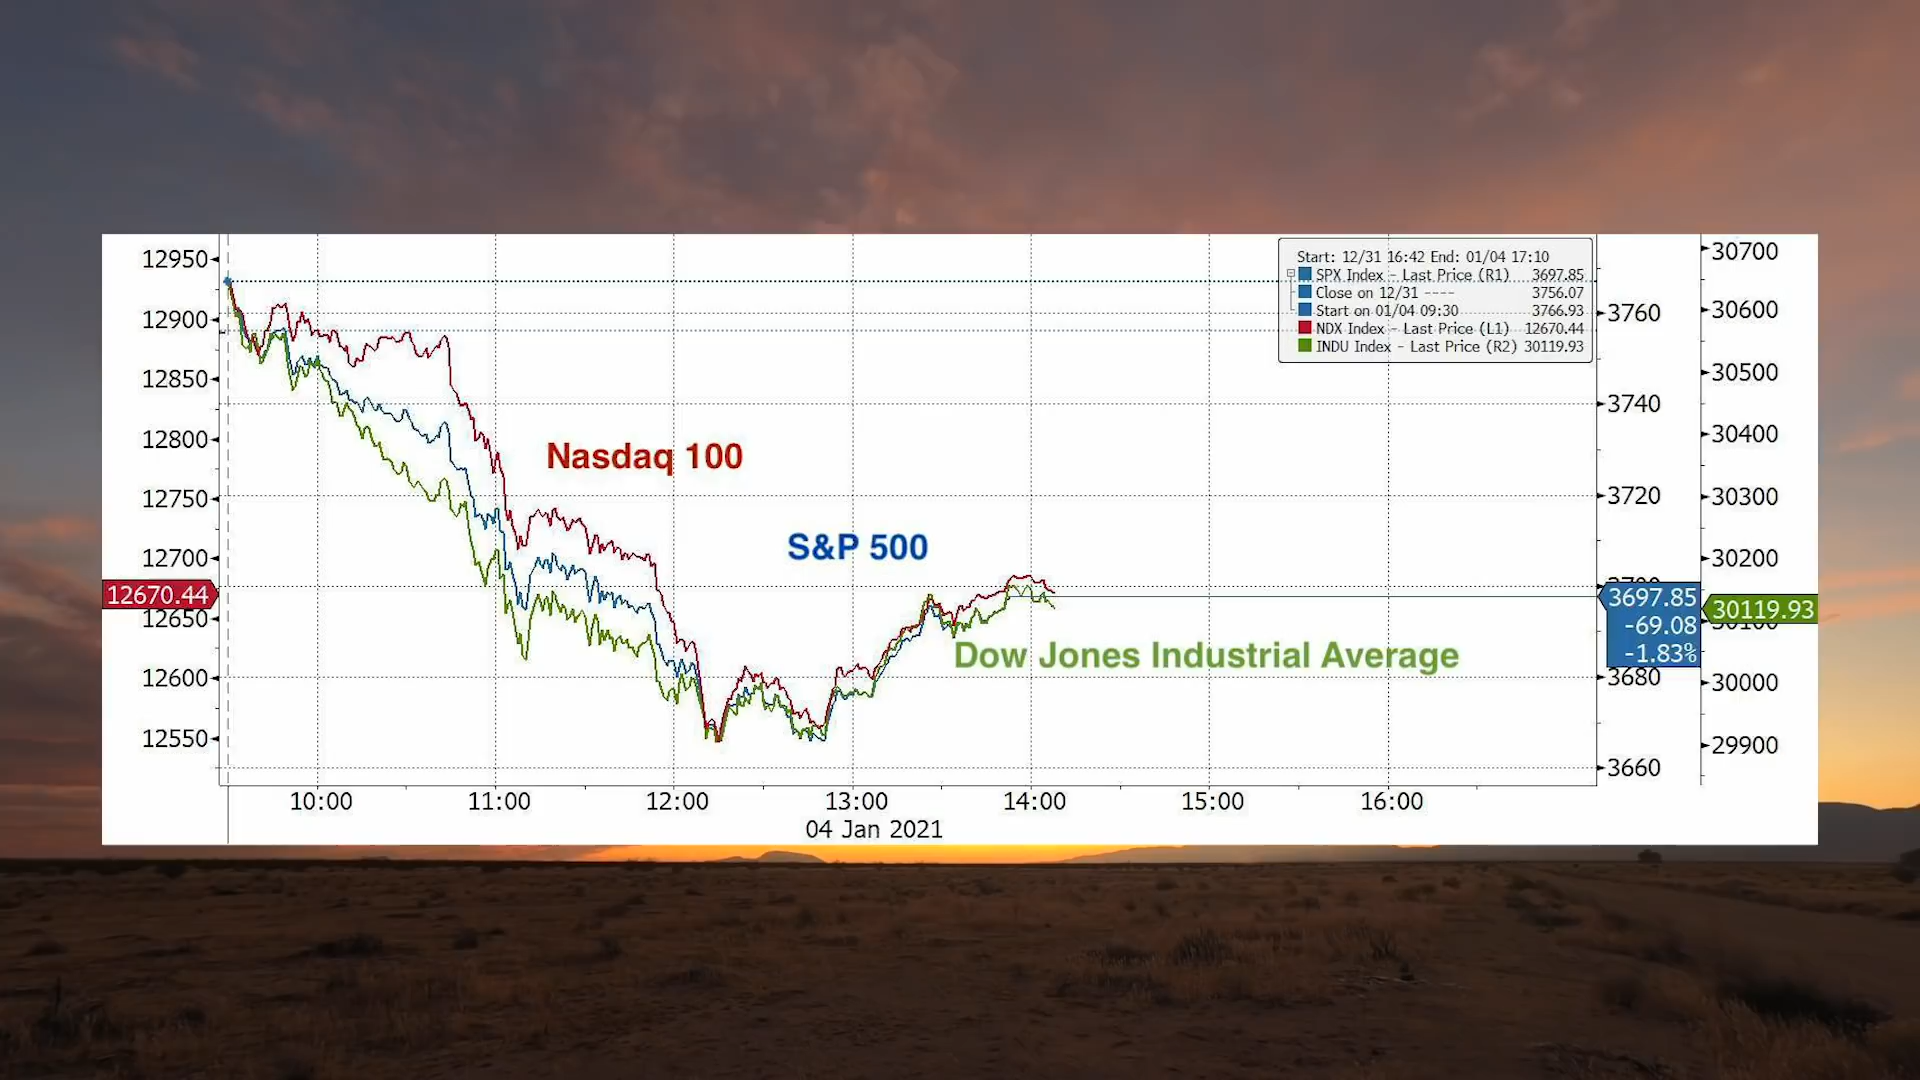 Start: 12/31 16:42 End: 01/04 17:10
SPX Index - Last Price (R1) 3697.85
Close on 12/31 ---- 3756.07
Start on 01/04 09:30 3766.93
NDX Index - Last Price (L1) 12670.44
INDU Index - Last Price (R2) 30119.93
12950
12900
12850
12800
12750
12700
12670.44
12650
12600
12550
Nasdaq 100
S&P 500
Dow Jones Industrial Average
3760
3740
3720
3697.85
-69.08
-1.83%
3680
3660
30700
30600
30500
30400
30300
30200
30119.93
30000
29900
10:00 11:00 12:00 13:00 14:00 15:00 16:00
04 Jan 2021